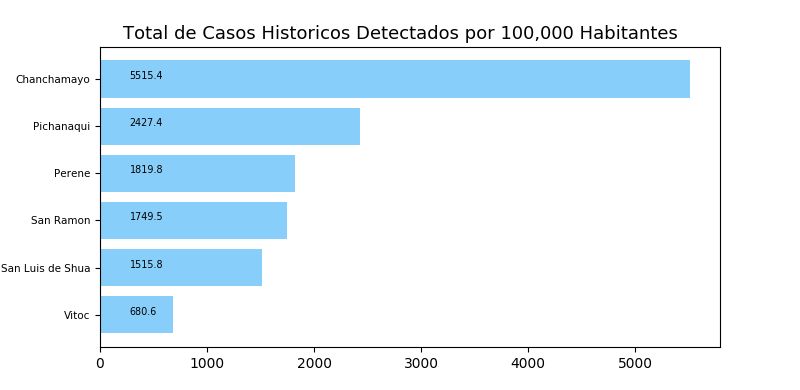 Total de Casos Historicos Detectados por 100,000 Habitantes
Chanchamayo 5515.4
Pichanaqui 2427.4
Perene 1819.8
San Ramon 1749.5
San Luis de Shua 1515.8
Vitoc 680.6
0 1000 2000 3000 4000 5000